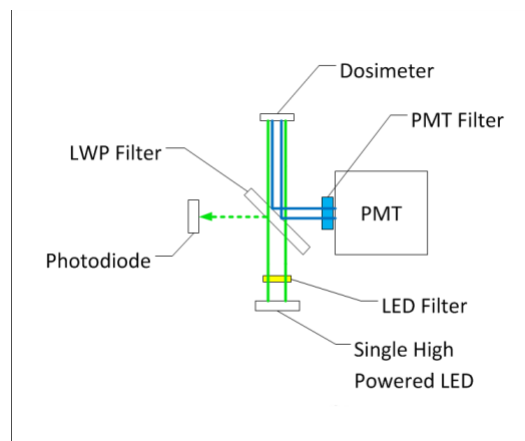 Dosimeter
PMT Filter
LWP Filter
PMT
Photodiode
LED Filter
Single High
Powered LED